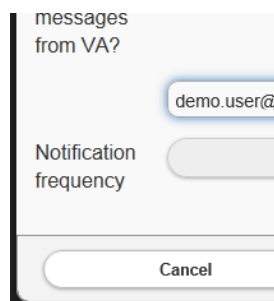 messages
from VA?
demo.user@
Notification
frequency
Cancel